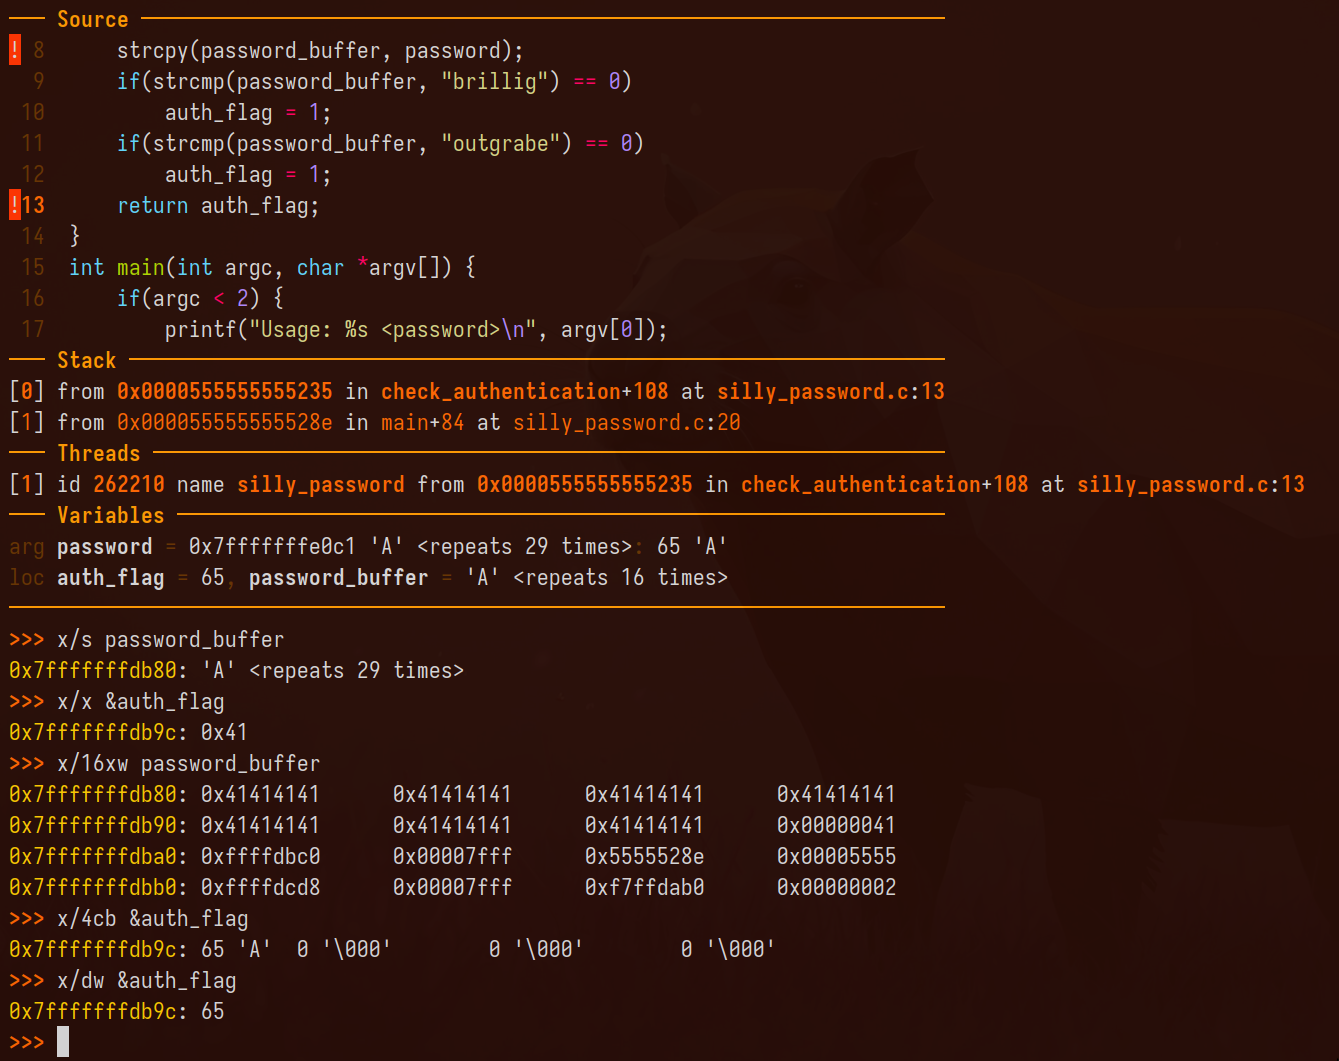 Source
! 8 strcpy(password_buffer, password);
9 if(strcmp(password_buffer, "brillig") == 0)
10 auth_flag = 1;
11 if(strcmp(password_buffer, "outgrabe") == 0)
12 auth_flag = 1;
!13 return auth_flag;
14 }
15 int main(int argc, char *argv[]) {
16 if(argc < 2) {
17 printf("Usage: %s <password>\n", argv[0]);
Stack
[0] from 0x0000555555555235 in check_authentication+108 at silly_password.c:13
[1] from 0x000055555555528e in main+84 at silly_password.c:20
Threads
[1] id 262210 name silly_password from 0x0000555555555235 in check_authentication+108 at silly_password.c:13
Variables
arg password = 0x7fffffffe0c1 'A' <repeats 29 times>: 65 'A'
loc auth_flag = 65, password_buffer = 'A' <repeats 16 times>
>>> x/s password_buffer
0x7fffffffdb80: 'A' <repeats 29 times>
>>> x/x &auth_flag
0x7fffffffdb9c: 0x41
>>> x/16xw password_buffer
0x7fffffffdb80: 0x41414141 0x41414141 0x41414141 0x41414141
0x7fffffffdb90: 0x41414141 0x41414141 0x41414141 0x00000041
0x7fffffffdba0: 0xffffdbc0 0x00007fff 0x5555528e 0x00005555
0x7fffffffdbb0: 0xffffdcd8 0x00007fff 0xf7ffdab0 0x00000002
>>> x/4cb &auth_flag
0x7fffffffdb9c: 65 'A' 0 '\000' 0 '\000' 0 '\000'
>>> x/dw &auth_flag
0x7fffffffdb9c: 65
>>>